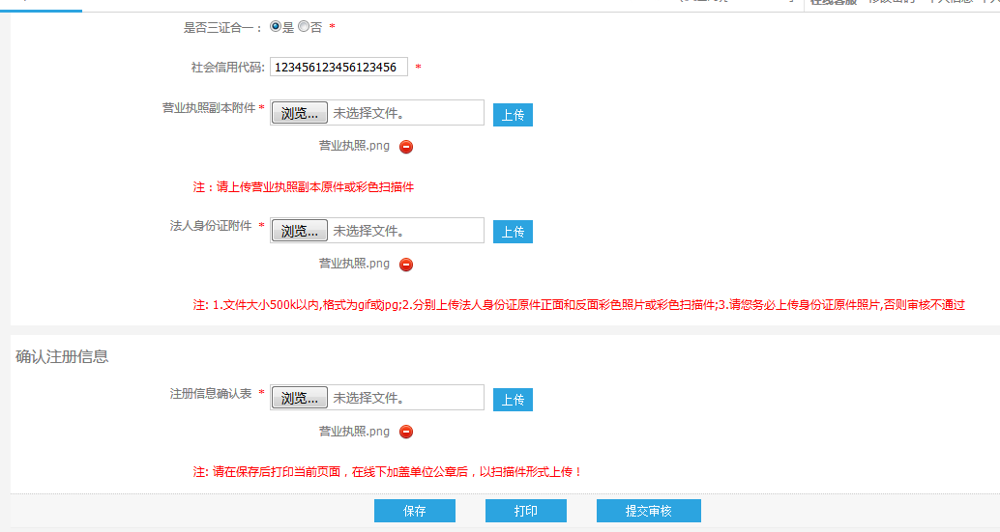 在线客服
是否三证合一： 是 否 *
社会信用代码: 123456123456123456 *
营业执照副本附件 * 浏览... 未选择文件。 上传
营业执照.png
注：请上传营业执照副本原件或彩色扫描件
法人身份证附件 * 浏览... 未选择文件。 上传
营业执照.png
注: 1.文件大小500k以内,格式为gif或jpg;2.分别上传法人身份证原件正面和反面彩色照片或彩色扫描件;3.请您务必上传身份证原件照片,否则审核不通过
确认注册信息
注册信息确认表 * 浏览... 未选择文件。 上传
营业执照.png
注: 请在保存后打印当前页面，在线下加盖单位公章后，以扫描件形式上传！
保存 打印 提交审核